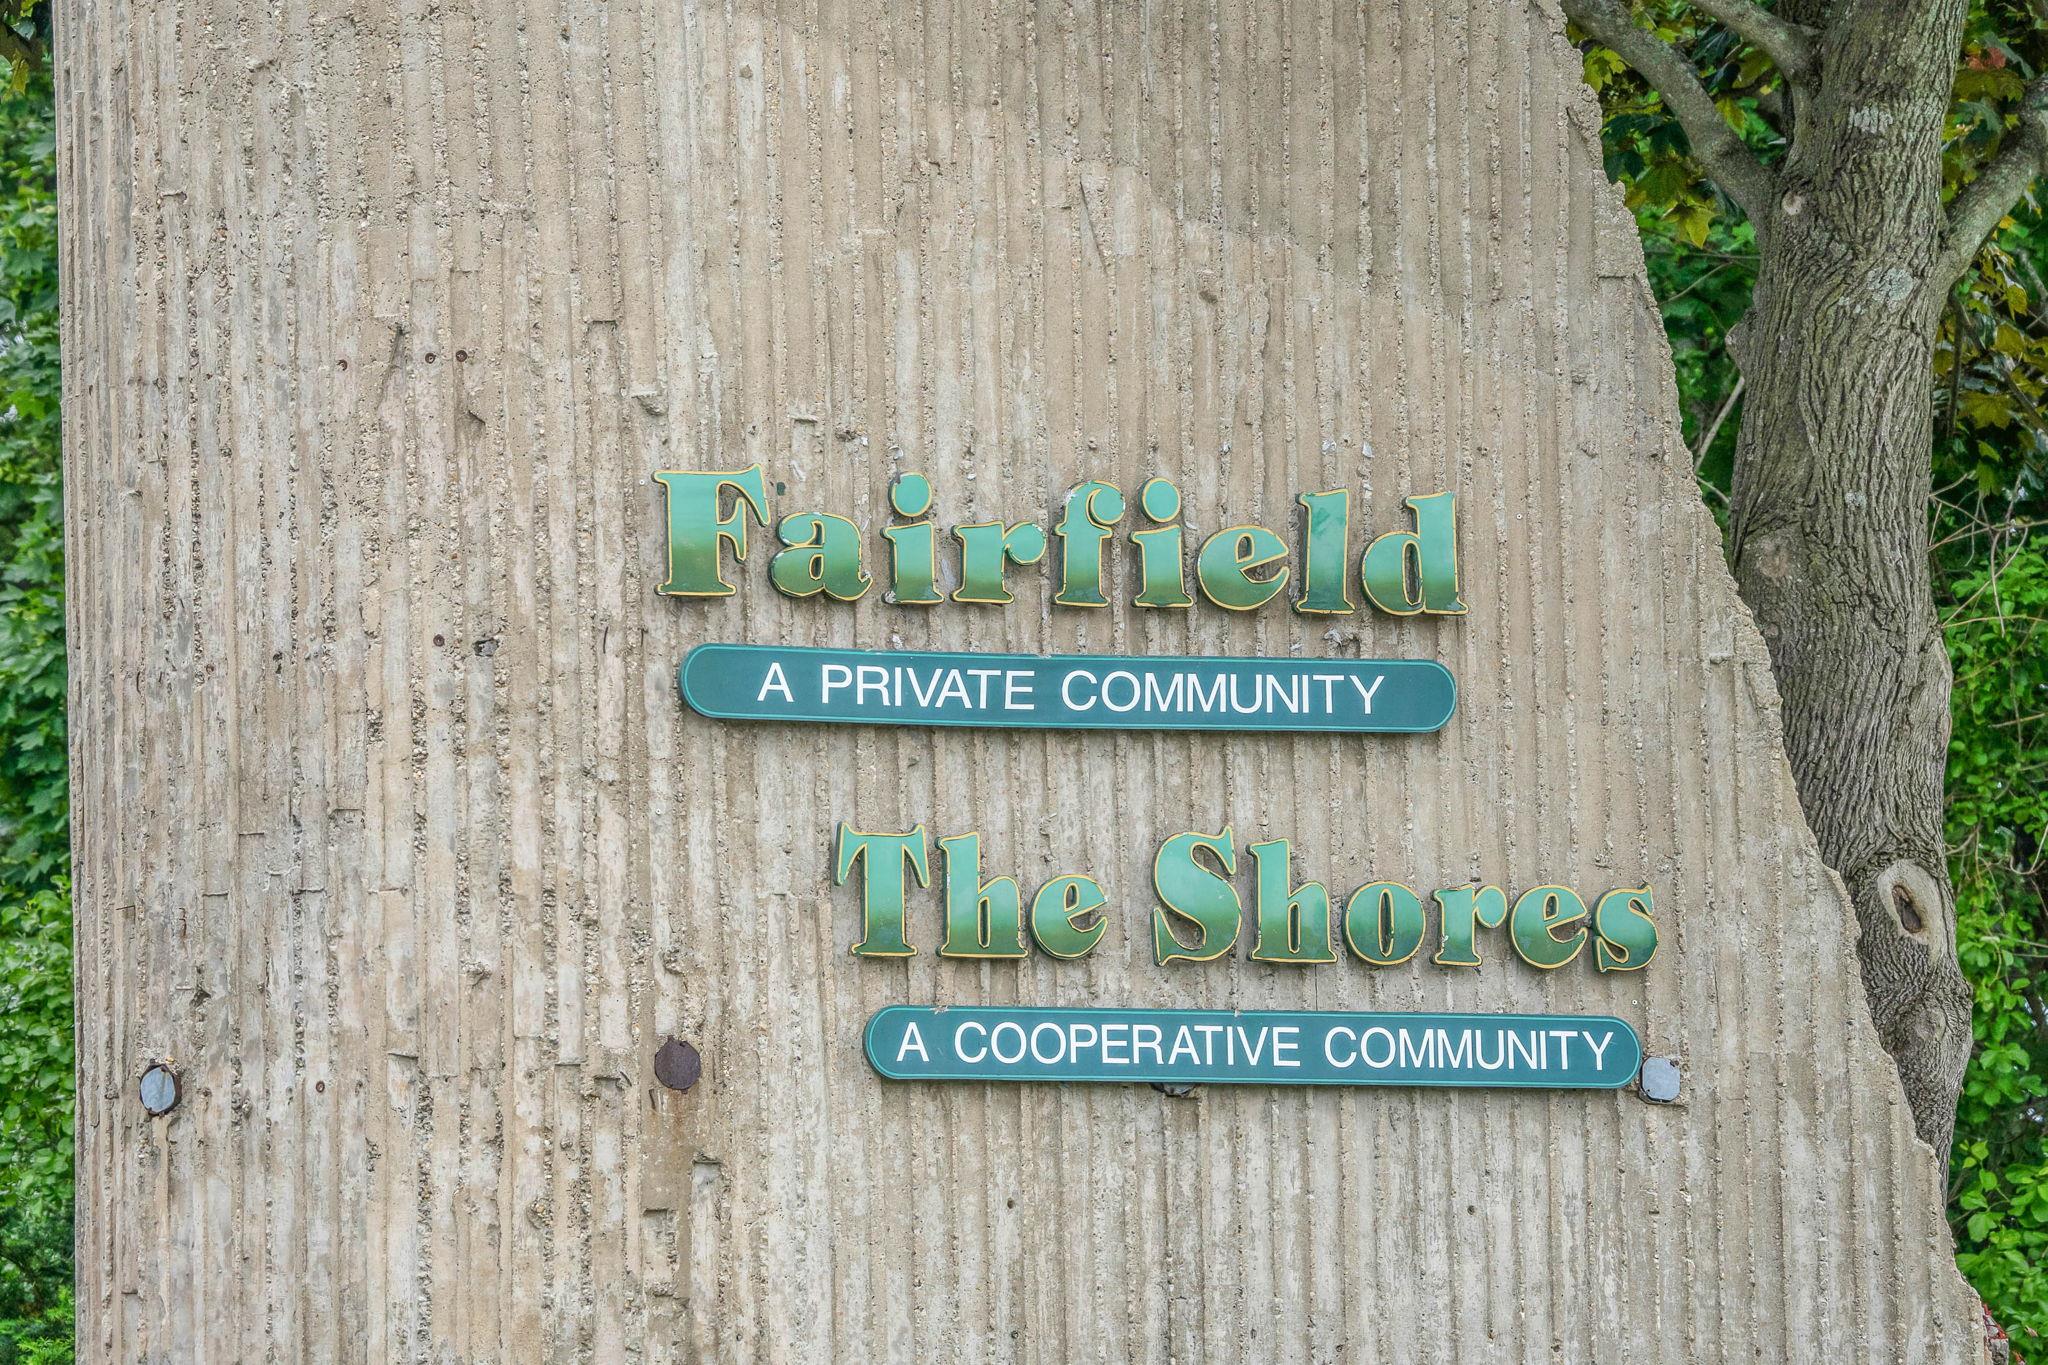 Fairfield
A PRIVATE COMMUNITY
The Shores
A COOPERATIVE COMMUNITY